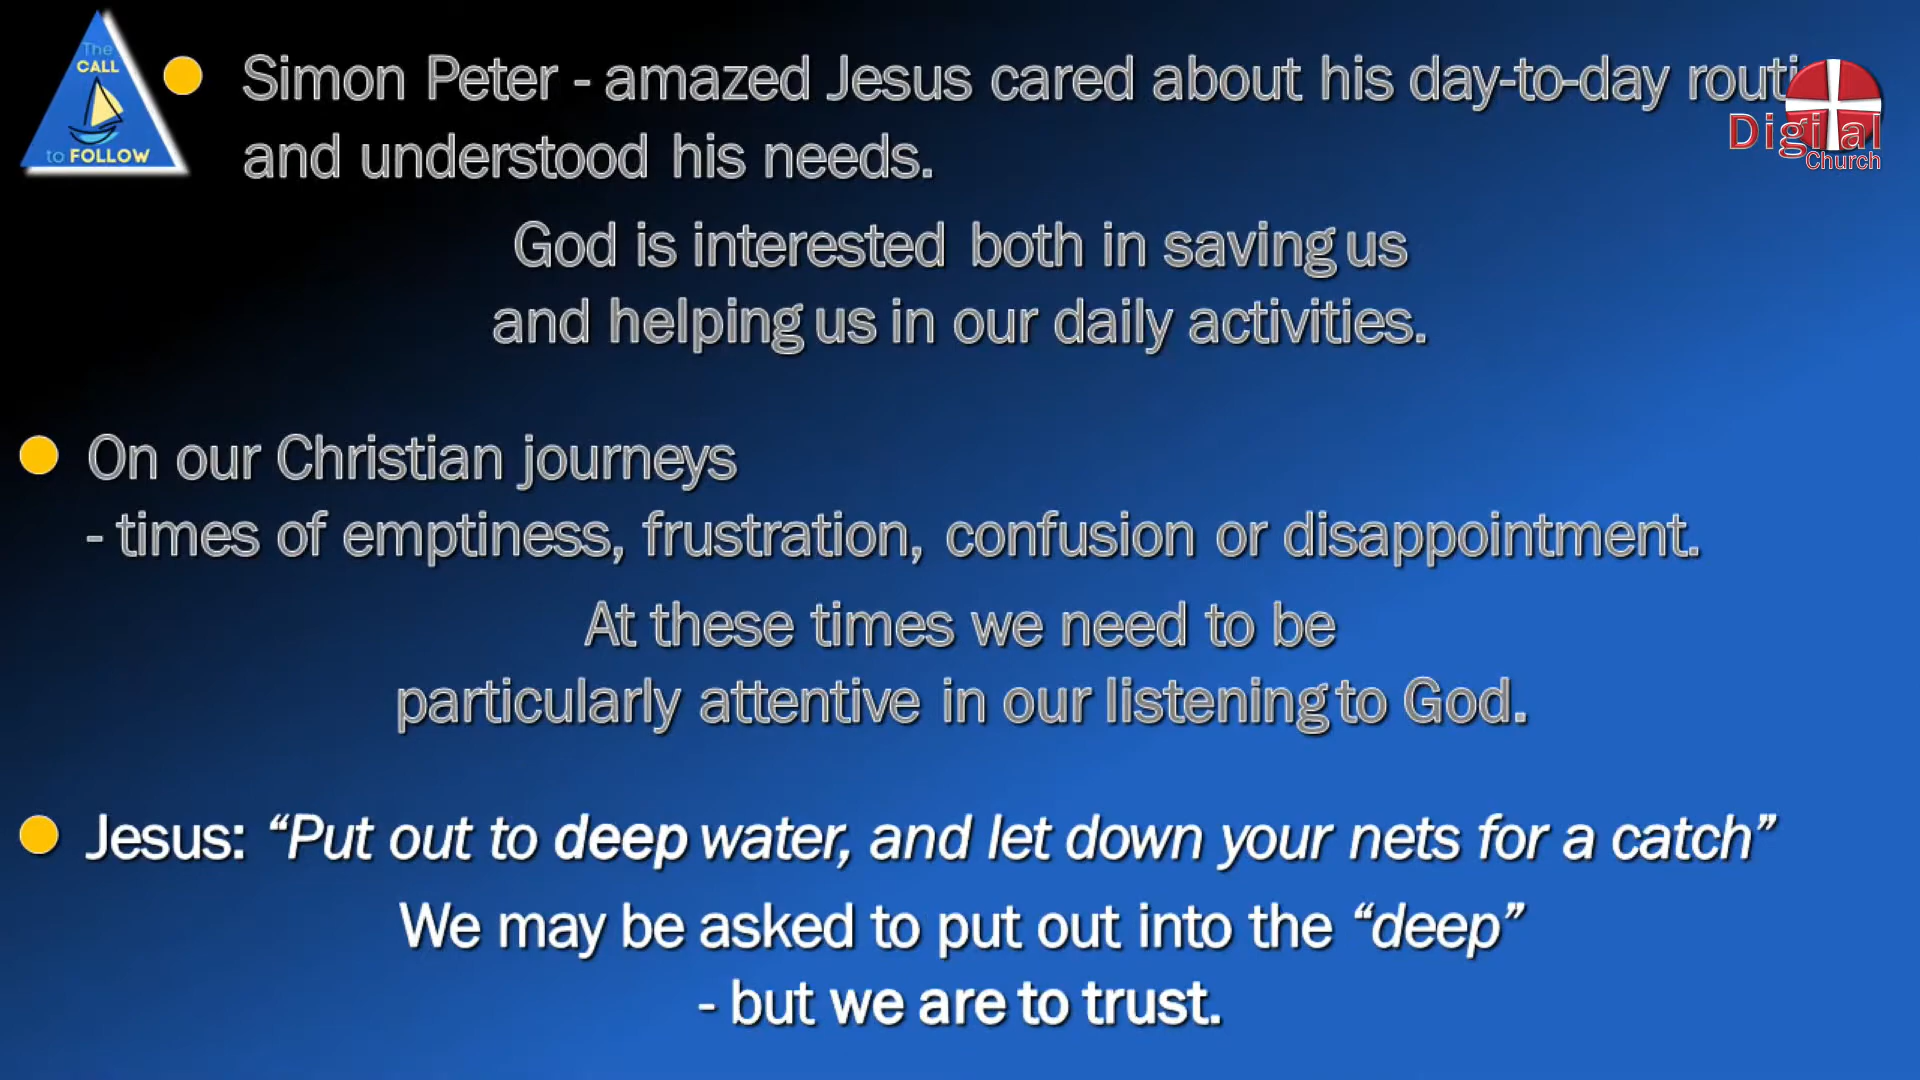 The
CALL
to FOLLOW
Simon Peter - amazed Jesus cared about his day-to-day
and understood his needs.
Digital
Church
God is interested both in saving us
and helping us in our daily activities.
On our Christian journeys
- times of emptiness, frustration, confusion or disappointment.
At these times we need to be
particularly attentive in our listening to God.
Jesus: “Put out to deep water, and let down your nets for a catch”
We may be asked to put out into the “deep”
- but we are to trust.